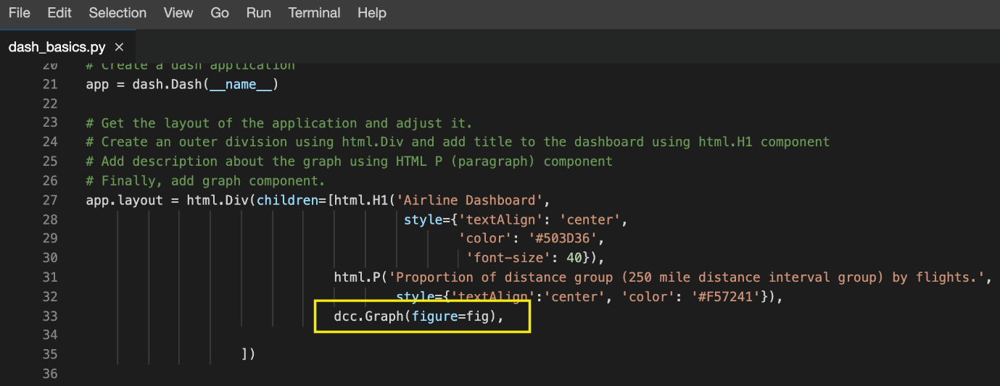 File Edit Selection View Go Run Terminal Help
dash_basics.py ×
20 # Create a dash application
21 app = dash.Dash(__name__)
22
23 # Get the layout of the application and adjust it.
24 # Create an outer division using html.Div and add title to the dashboard using html.H1 component
25 # Add description about the graph using HTML P (paragraph) component
26 # Finally, add graph component.
27 app.layout = html.Div(children=[html.H1('Airline Dashboard',
28 style={'textAlign': 'center',
29 'color': '#503D36',
30 'font-size': 40}),
31 html.P('Proportion of distance group (250 mile distance interval group) by flights.',
32 style={'textAlign':'center', 'color': '#F57241'}),
33 dcc.Graph(figure=fig),
34
35 ])
36